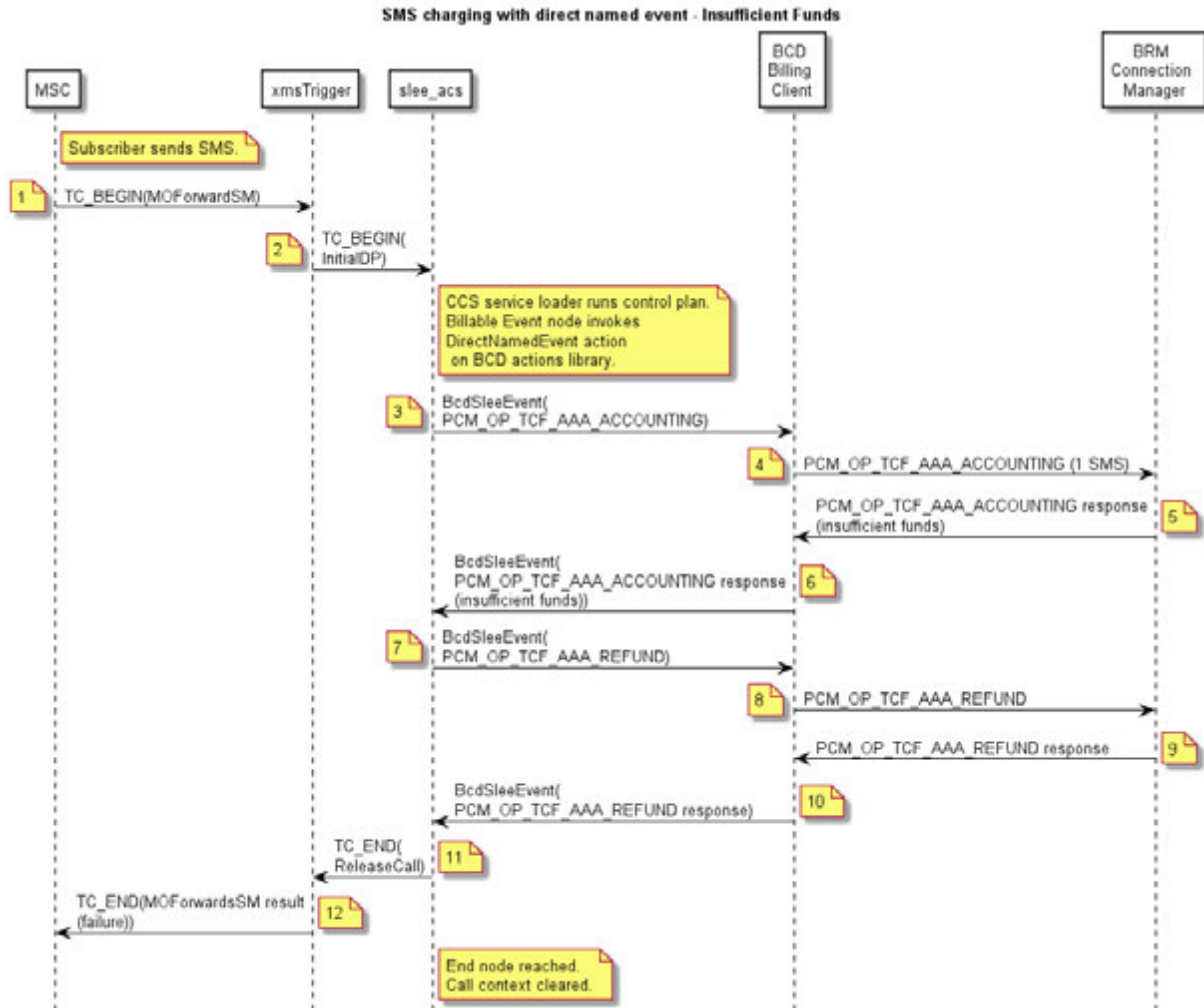 SMS charging with direct named event - Insufficient Funds
MSC
xmsTrigger
slee_acs
BCD
Billing
Client
BRM
Connection
Manager
Subscriber sends SMS.
1
TC_BEGIN(MOForwardSM)
2
TC_BEGIN(
InitialDP)
CCS service loader runs control plan.
Billable Event node invokes
DirectNamedEvent action
on BCD actions library.
3
BcdSleeEvent(
PCM_OP_TCF_AAA_ACCOUNTING)
4
PCM_OP_TCF_AAA_ACCOUNTING (1 SMS)
PCM_OP_TCF_AAA_ACCOUNTING response
(insufficient funds)
5
BcdSleeEvent(
PCM_OP_TCF_AAA_ACCOUNTING response
(insufficient funds))
6
7
BcdSleeEvent(
PCM_OP_TCF_AAA_REFUND)
8
PCM_OP_TCF_AAA_REFUND
PCM_OP_TCF_AAA_REFUND response
9
BcdSleeEvent(
PCM_OP_TCF_AAA_REFUND response)
10
TC_END(
ReleaseCall)
11
TC_END(MOForwardsSM result
(failure))
12
End node reached.
Call context cleared.